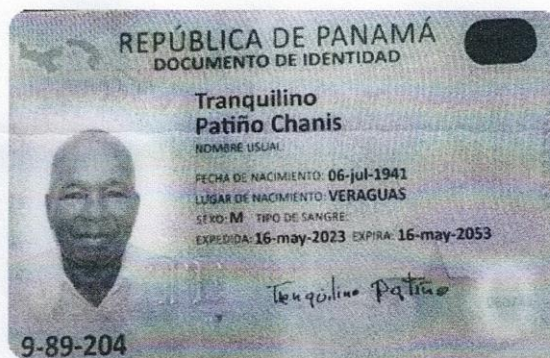 REPÚBLICA DE PANAMÁ
DOCUMENTO DE IDENTIDAD
Tranquilino
Patiño Chanis
NOMBRE USUAL:
FECHA DE NACIMIENTO: 06-jul-1941
LUGAR DE NACIMIENTO: VERAGUAS
SEXO: M TIPO DE SANGRE:
EXPEDIDA: 16-may-2023 EXPIRA: 16-may-2053
Tranquilino Patiño
9-89-204